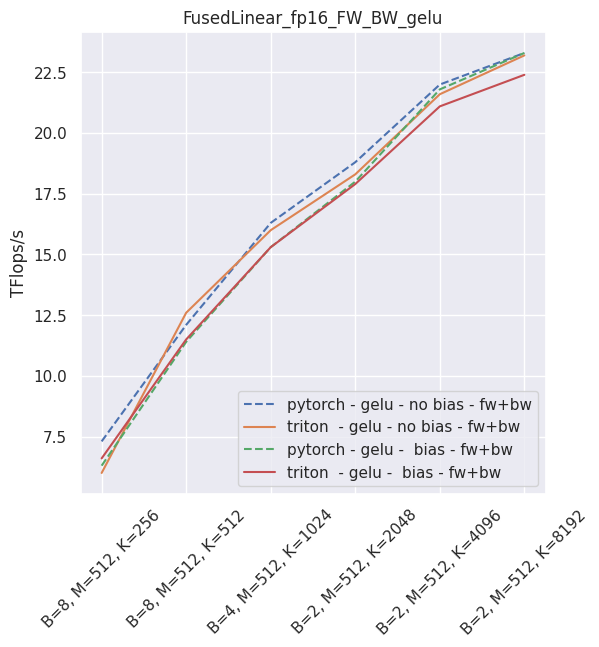 FusedLinear_fp16_FW_BW_gelu
TFlops/s
22.5
20.0
17.5
15.0
12.5
10.0
7.5
pytorch - gelu - no bias - fw+bw
triton  - gelu - no bias - fw+bw
pytorch - gelu -  bias - fw+bw
triton  - gelu -  bias - fw+bw
B=8, M=512, K=256
B=8, M=512, K=512
B=4, M=512, K=1024
B=2, M=512, K=2048
B=2, M=512, K=4096
B=2, M=512, K=8192